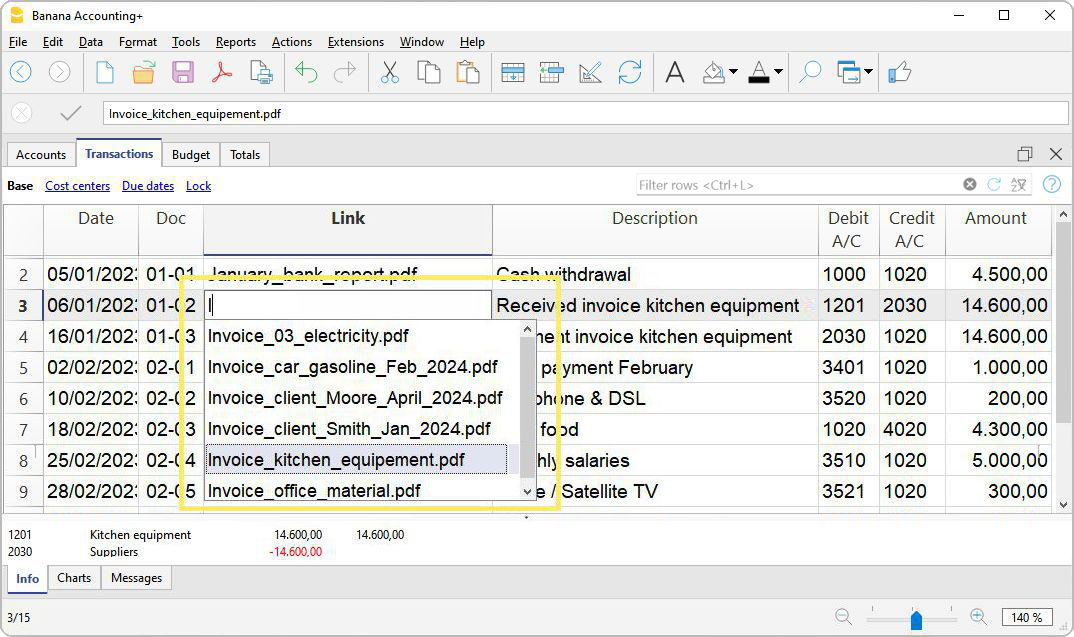 Banana Accounting+
File Edit Data Format Tools Reports Actions Extensions Window Help
Invoice_kitchen_equipement.pdf
Accounts Transactions Budget Totals
Base Cost centers Due dates Lock Filter rows <Ctrl+L>
Date Doc Link Description Debit A/C Credit A/C Amount
2 05/01/2023 01-01 January_bank_report.pdf Cash withdrawal 1000 1020 4.500,00
3 06/01/2023 01-02 I Received invoice kitchen equipment 1201 2030 14.600,00
4 16/01/2023 01-03 Invoice_03_electricity.pdf ent invoice kitchen equipment 2030 1020 14.600,00
5 02/02/2023 02-01 Invoice_car_gasoline_Feb_2024.pdf payment February 3401 1020 1.000,00
6 10/02/2023 02-02 Invoice_client_Moore_April_2024.pdf phone & DSL 3520 1020 200,00
7 18/02/2023 02-03 Invoice_client_Smith_Jan_2024.pdf food 1020 4020 4.300,00
8 25/02/2023 02-04 Invoice_kitchen_equipement.pdf hly salaries 3510 1020 5.000,00
9 28/02/2023 02-05 Invoice_office_material.pdf e / Satellite TV 3521 1020 300,00
1201 Kitchen equipment 14.600,00 14.600,00
2030 Suppliers -14.600,00
Info Charts Messages
3/15 140 %